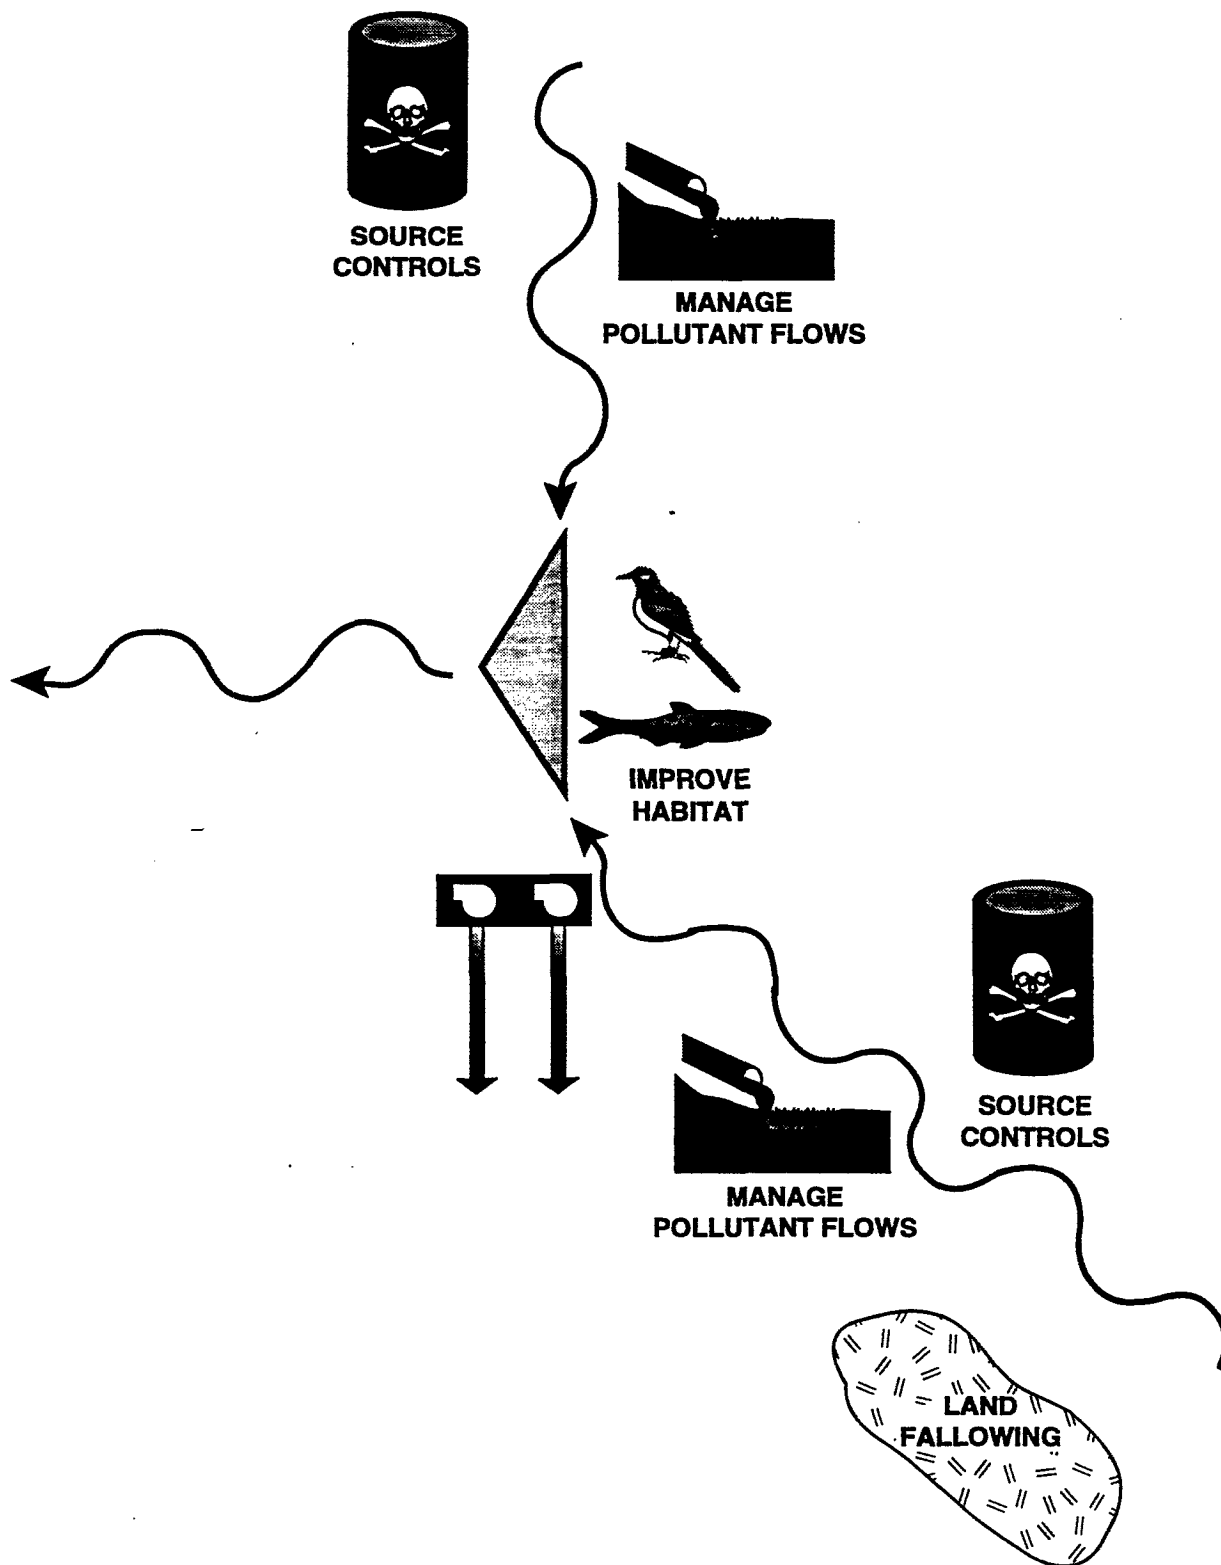 SOURCE
CONTROLS
MANAGE
POLLUTANT FLOWS
IMPROVE
HABITAT
SOURCE
CONTROLS
MANAGE
POLLUTANT FLOWS
LAND
FALLOWING